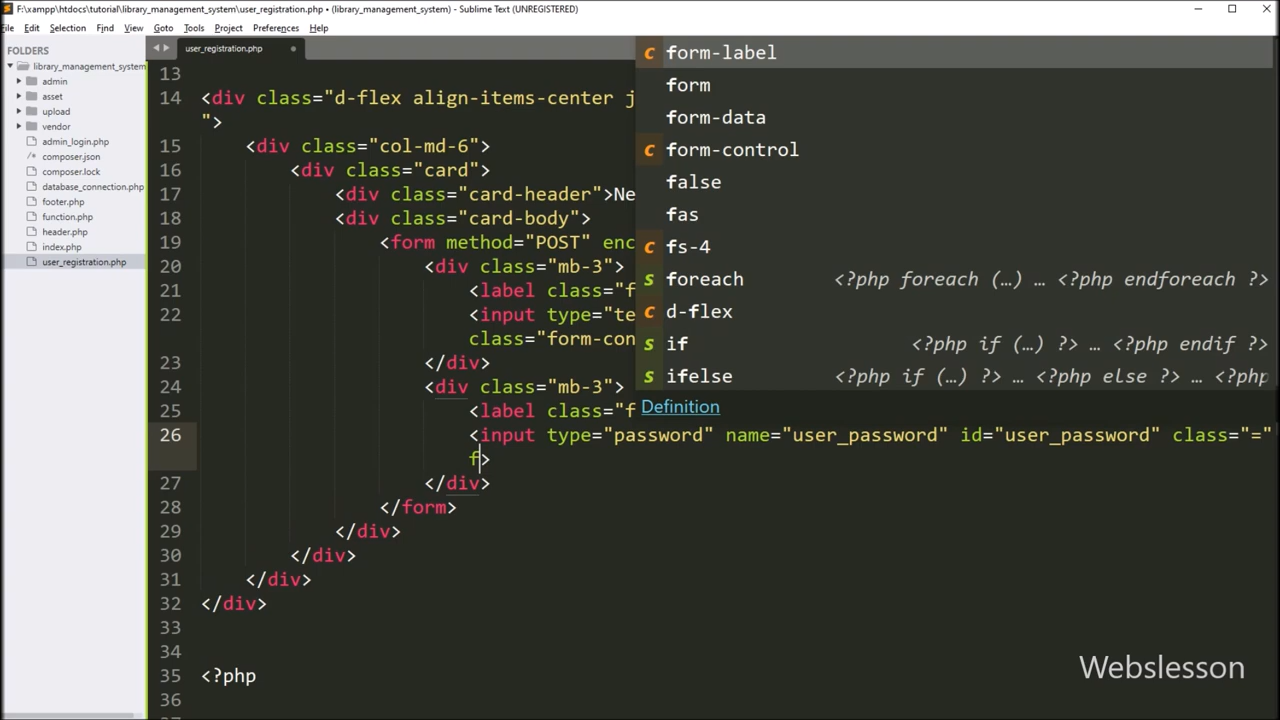 F:\xampp\htdocs\tutorial\library_management_system\user_registration.php • (library_management_system) - Sublime Text (UNREGISTERED)
File Edit Selection Find View Goto Tools Project Preferences Help
FOLDERS
library_management_system
admin
asset
upload
vendor
admin_login.php
composer.json
composer.lock
database_connection.php
footer.php
function.php
header.php
index.php
user_registration.php
user_registration.php
13
14 <div class="d-flex align-items-center j
">
15 <div class="col-md-6">
16 <div class="card">
17 <div class="card-header">Ne
18 <div class="card-body">
19 <form method="POST" enc
20 <div class="mb-3">
21 <label class="f
22 <input type="te
class="form-con
23 </div>
24 <div class="mb-3">
25 <label class="f
26 <input type="password" name="user_password" id="user_password" class="="
f>
27 </div>
28 </form>
29 </div>
30 </div>
31 </div>
32 </div>
33
34
35 <?php
36
c form-label
form
form-data
c form-control
false
fas
c fs-4
s foreach <?php foreach (…) … <?php endforeach ?>
c d-flex
s if <?php if (…) ?> … <?php endif ?>
s ifelse <?php if (…) ?> … <?php else ?> … <?php
Definition
Webslesson